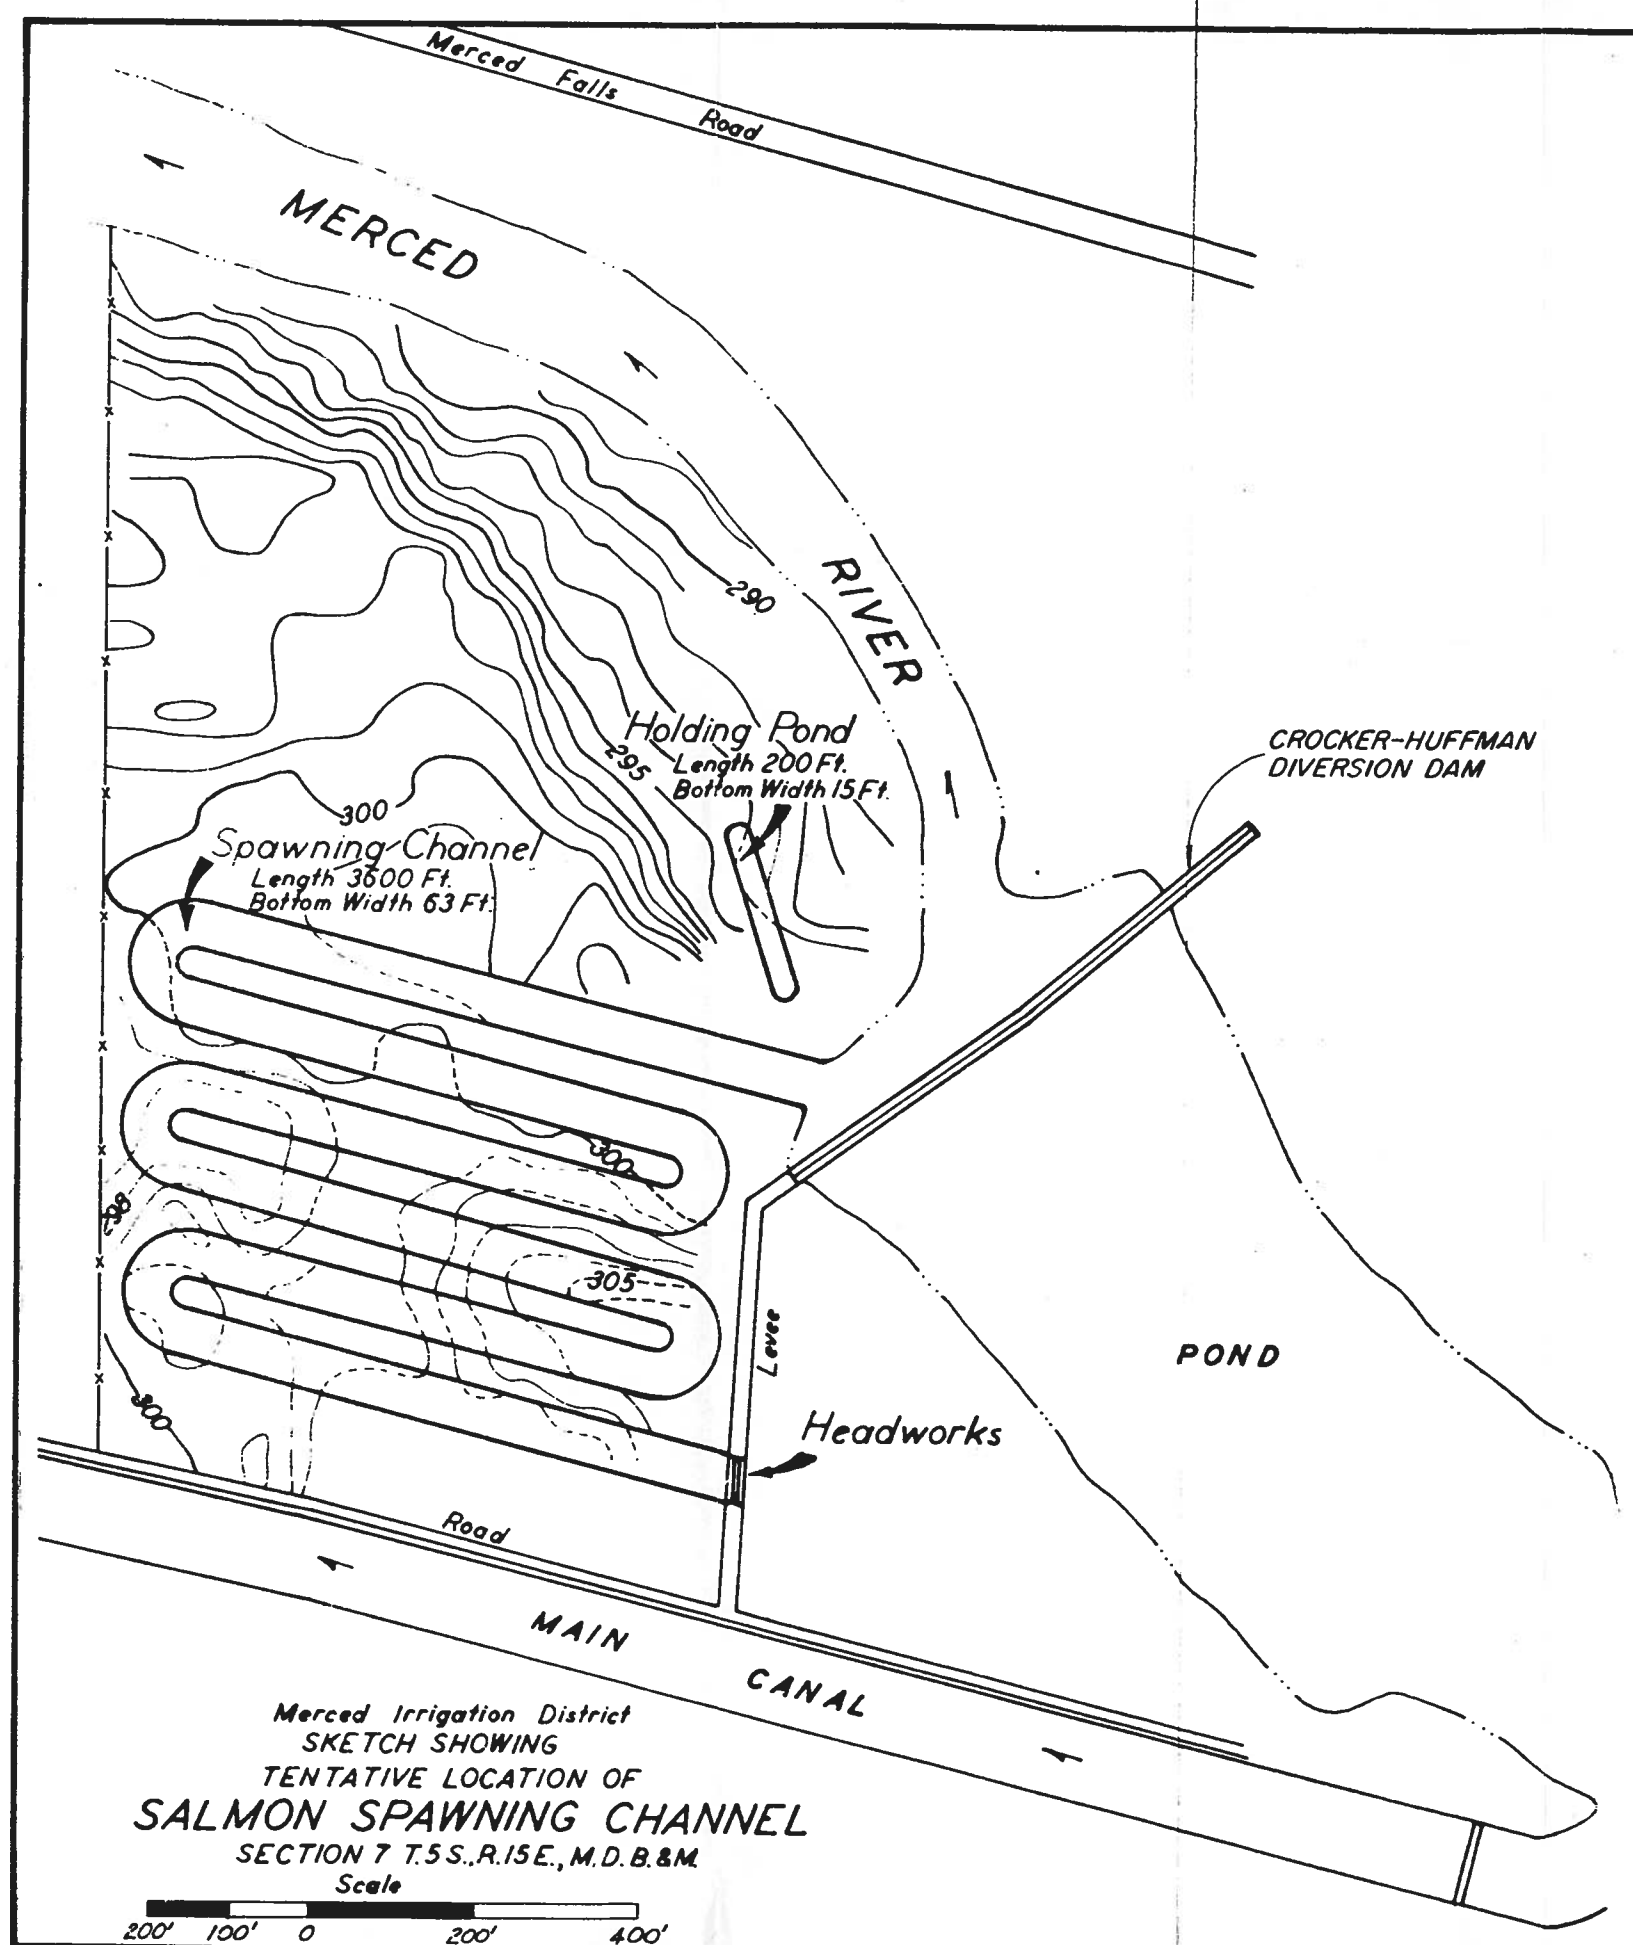 Merced Falls Road
MERCED
RIVER
290
Holding Pond
Length 200 Ft.
Bottom Width 15 Ft.
295
CROCKER-HUFFMAN
DIVERSION DAM
300
Spawning Channel
Length 3600 Ft.
Bottom Width 63 Ft.
300
298
305
Levee
POND
300
Headworks
Road
MAIN CANAL
Merced Irrigation District
SKETCH SHOWING
TENTATIVE LOCATION OF
SALMON SPAWNING CHANNEL
SECTION 7 T.5 S., R.15 E., M.D.B.&M.
Scale
200' 100' 0 200' 400'